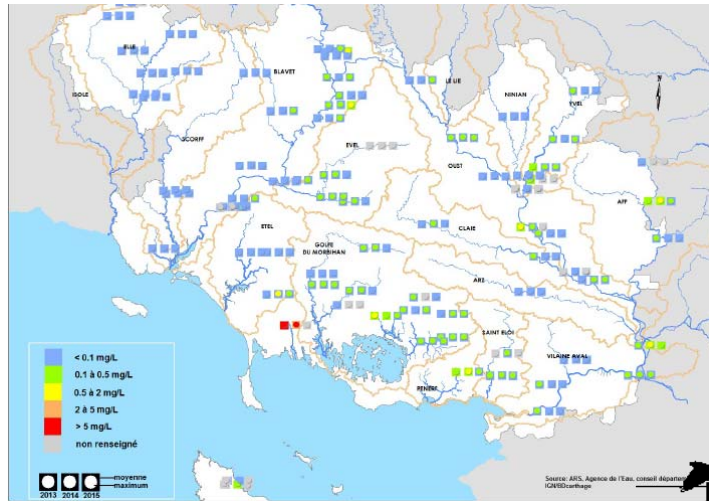 ELLE
ISOLE
SCORFF
BLAVET
LE LIE
NINIAN
YVEL
N
EVEL
OUST
AFF
ETEL
CLAIE
GOLFE
DU MORBIHAN
ARZ
SAINT ELOI
VILAINE AVAL
PENERF
< 0.1 mg/L
0.1 à 0.5 mg/L
0.5 à 2 mg/L
2 à 5 mg/L
> 5 mg/L
non renseigné
moyenne
maximum
2013 2014 2015
Source: ARS, Agence de l'Eau, conseil départem
IGN/BDcarthage